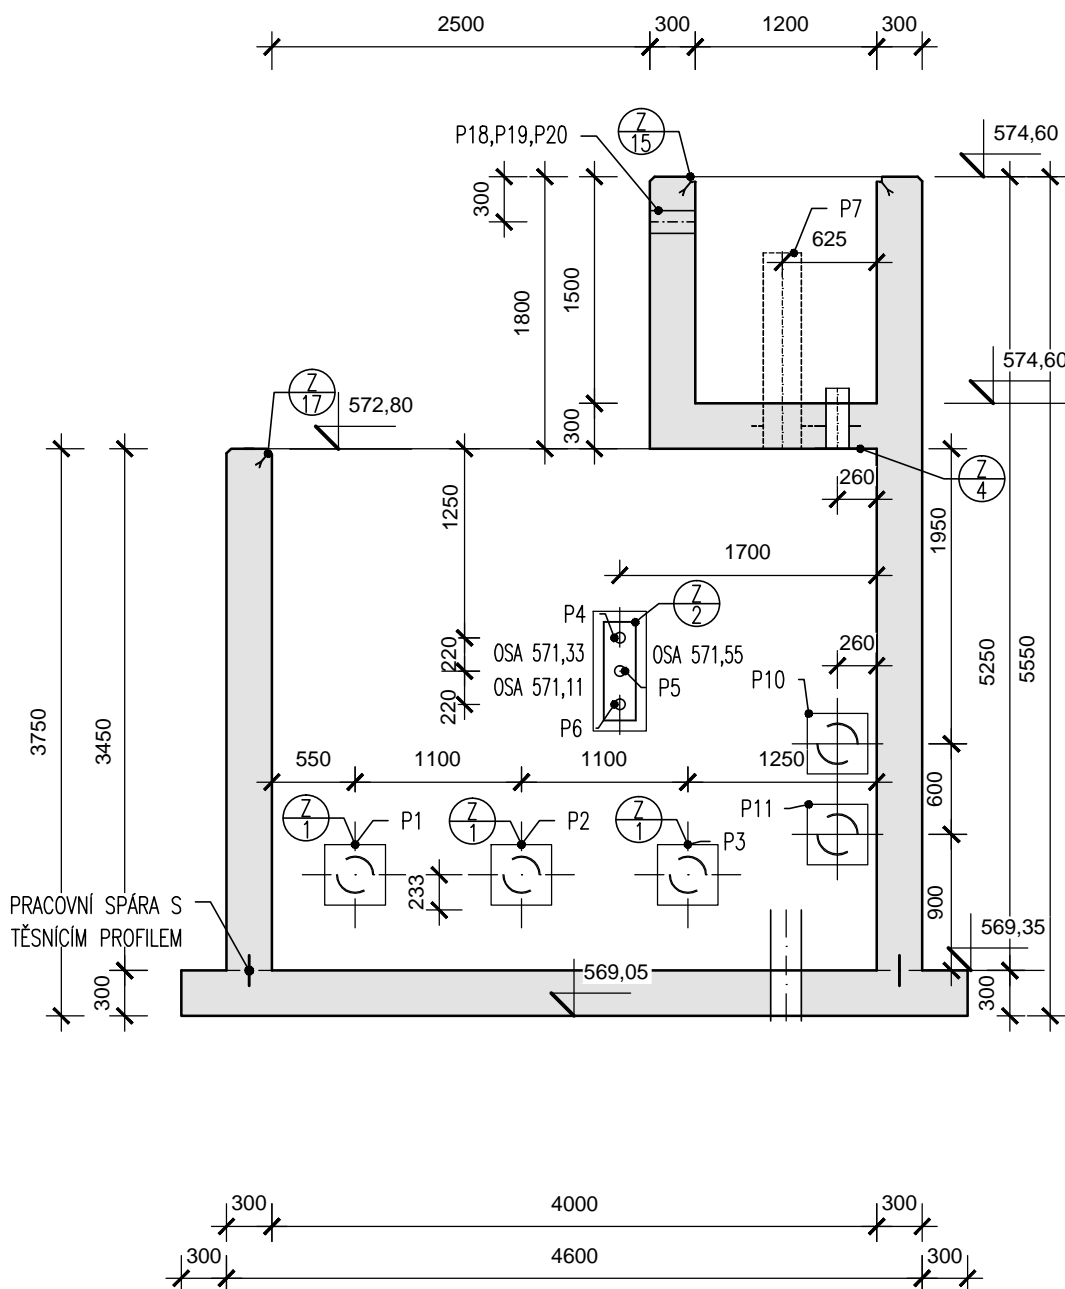 2500
300
1200
300
P18,P19,P20
Z
15
574,60
300
P7
625
1500
1800
574,60
Z
17
572,80
300
260
Z
4
1250
1950
1700
P4
Z
2
220
OSA 571,33
OSA 571,55
260
P10
P5
220
OSA 571,11
P6
5250
5550
3750
3450
550
1100
1100
1250
600
Z
1
P1
Z
1
P2
Z
1
P3
P11
233
900
PRACOVNÍ SPÁRA S
TĚSNÍCÍM PROFILEM
569,35
569,05
300
300
300
4000
300
300
4600
300